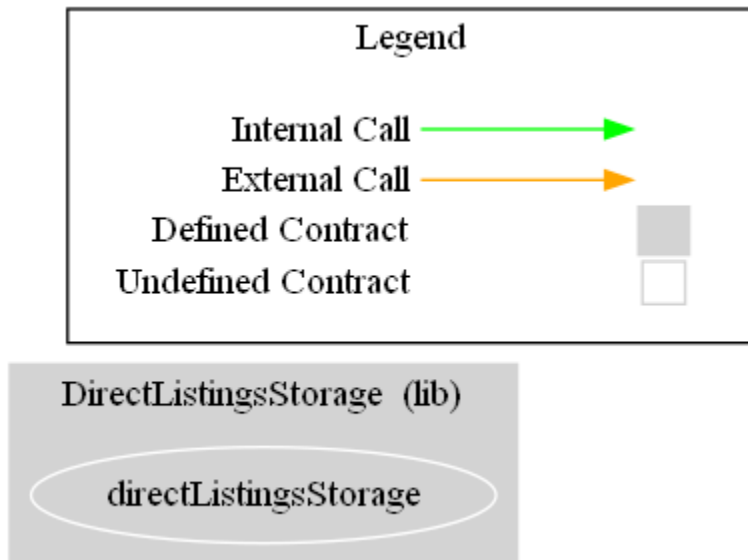 Legend
Internal Call
External Call
Defined Contract
Undefined Contract
DirectListingsStorage (lib)
directListingsStorage